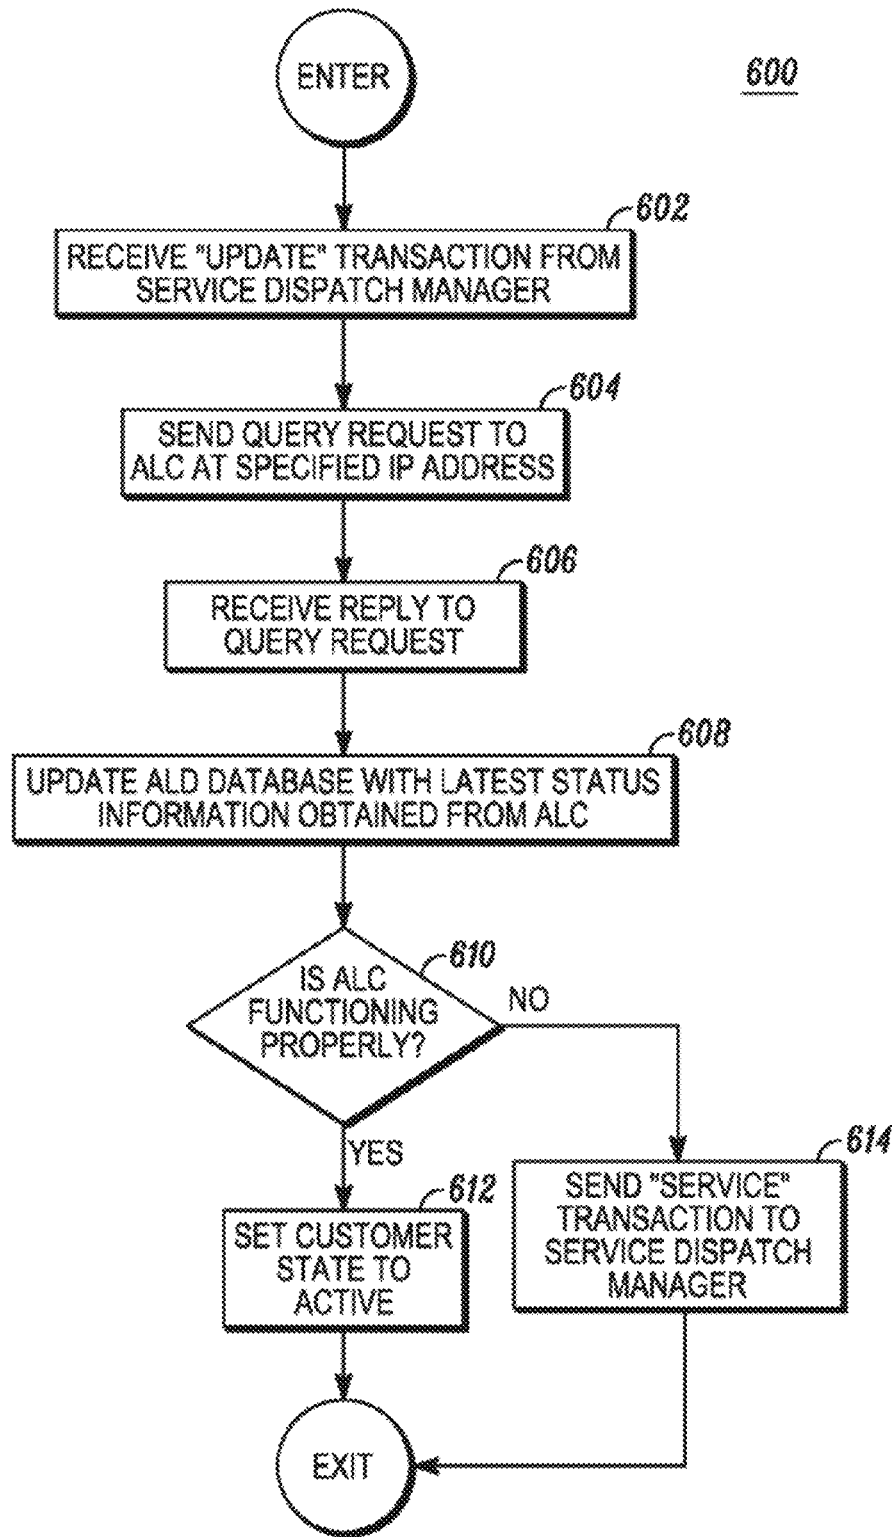 ENTER
600
602
RECEIVE "UPDATE" TRANSACTION FROM
SERVICE DISPATCH MANAGER
604
SEND QUERY REQUEST TO
ALC AT SPECIFIED IP ADDRESS
606
RECEIVE REPLY TO
QUERY REQUEST
608
UPDATE ALD DATABASE WITH LATEST STATUS
INFORMATION OBTAINED FROM ALC
610
IS ALC
FUNCTIONING
PROPERLY?
NO
YES
612
SET CUSTOMER
STATE TO
ACTIVE
614
SEND "SERVICE"
TRANSACTION TO
SERVICE DISPATCH
MANAGER
EXIT